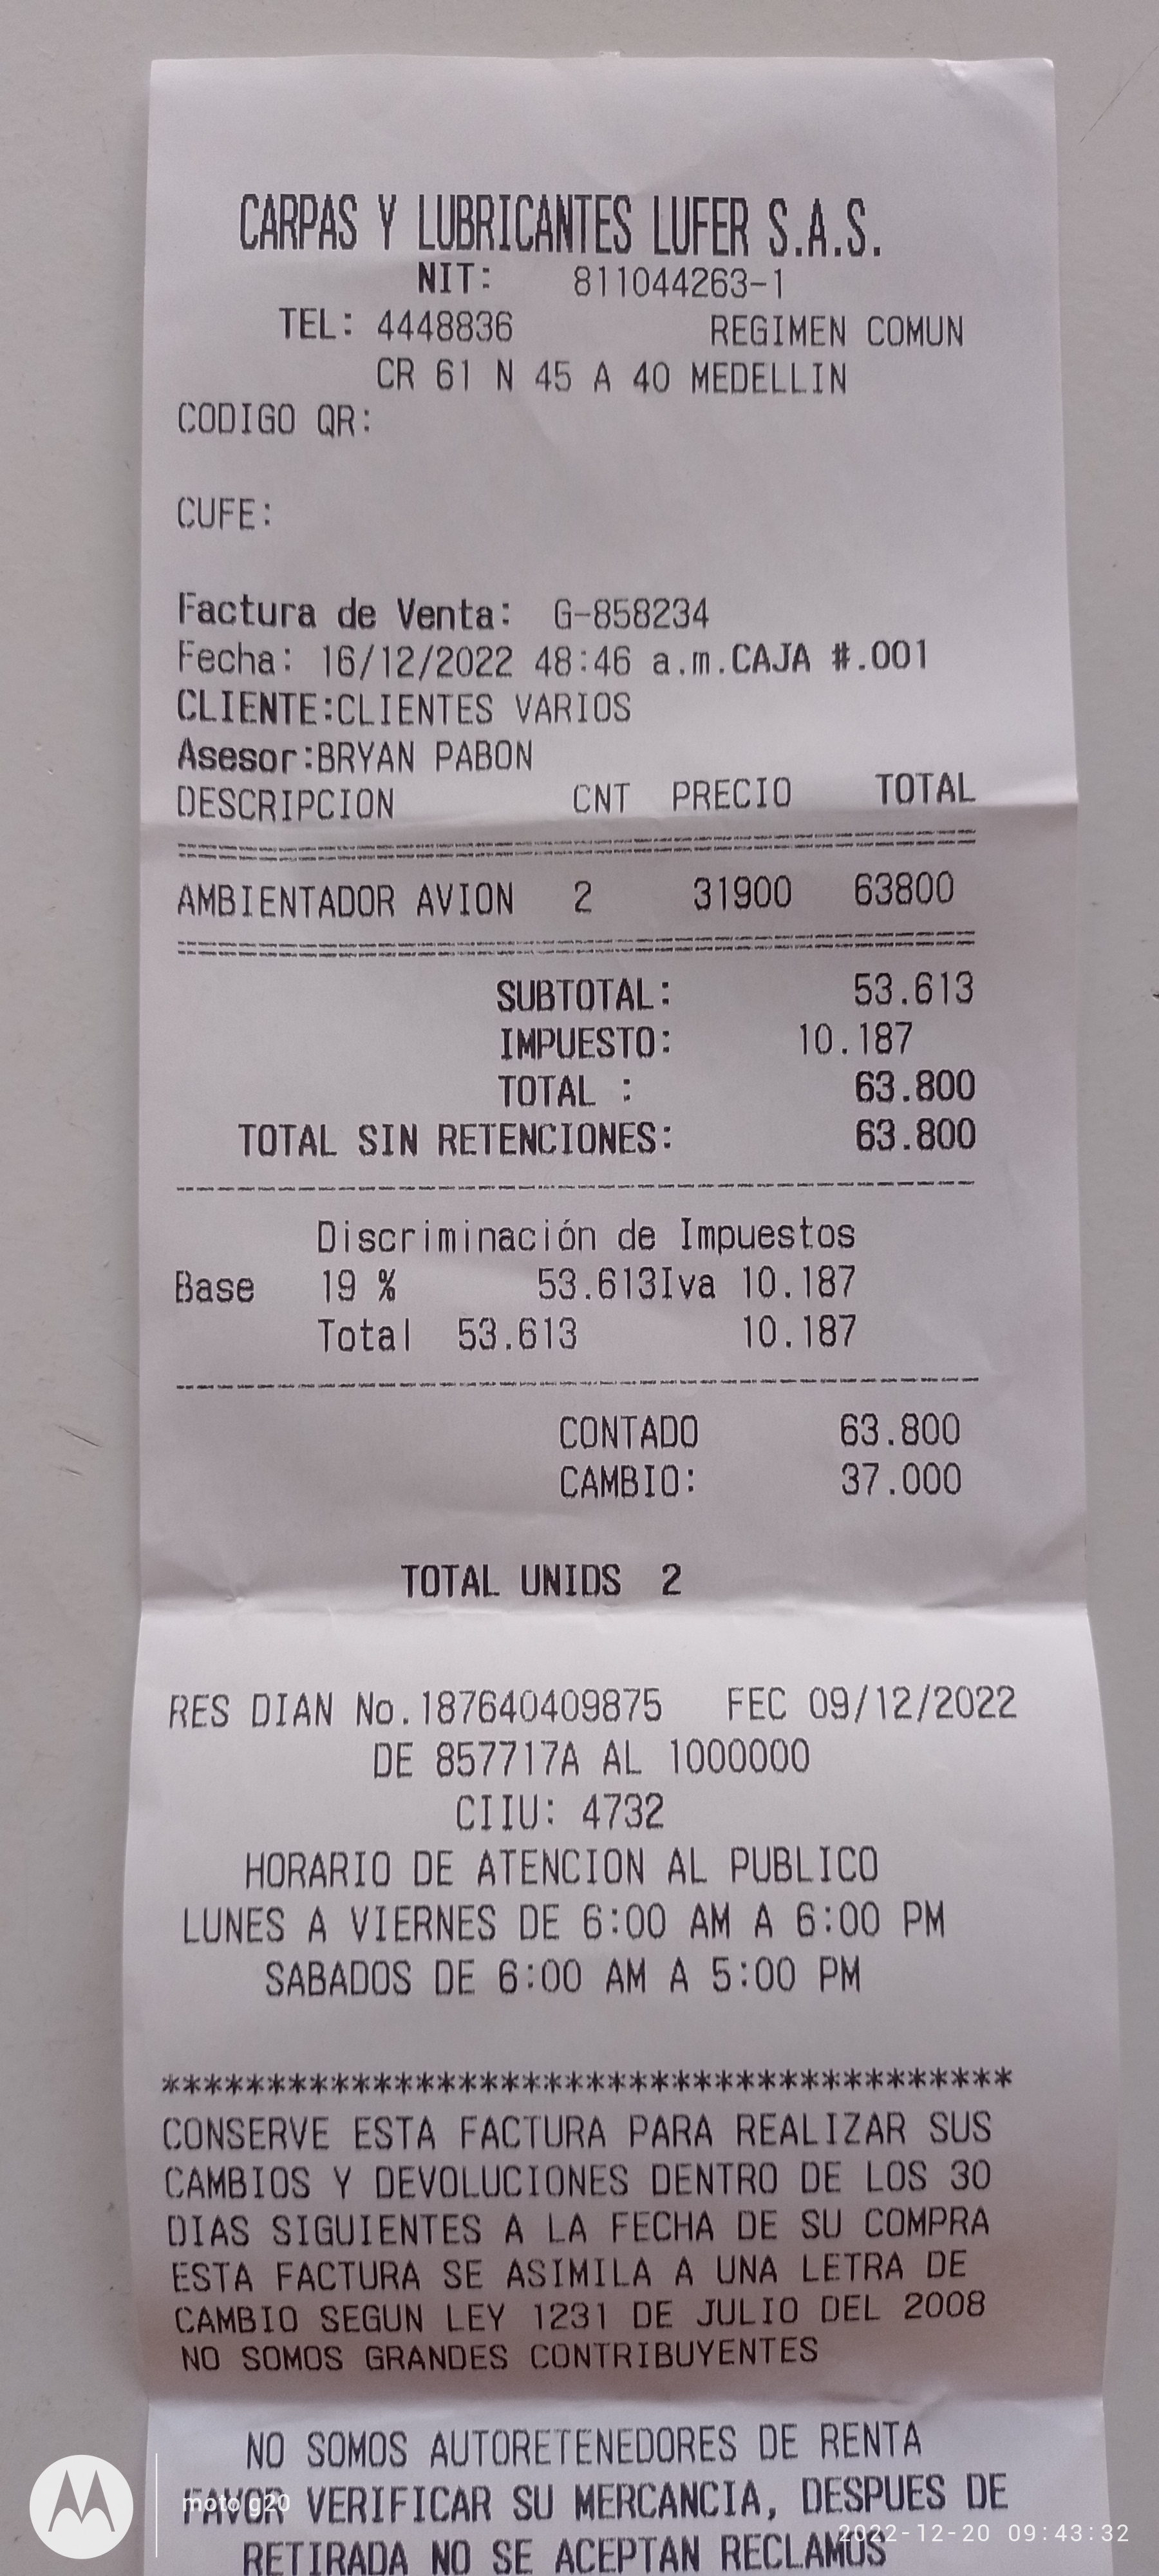 CARPAS Y LUBRICANTES LUFER S.A.S.
NIT: 811044263-1
TEL: 4448836 REGIMEN COMUN
CR 61 N 45 A 40 MEDELLIN
CODIGO QR:
CUFE:
Factura de Venta: G-858234
Fecha: 16/12/2022 48:46 a.m.CAJA #.001
CLIENTE:CLIENTES VARIOS
Asesor:BRYAN PABON
DESCRIPCION CNT PRECIO TOTAL
AMBIENTADOR AVION 2 31900 63800
SUBTOTAL: 53.613
IMPUESTO: 10.187
TOTAL : 63.800
TOTAL SIN RETENCIONES: 63.800
Discriminación de Impuestos
Base 19 % 53.613Iva 10.187
Total 53.613 10.187
CONTADO 63.800
CAMBIO: 37.000
TOTAL UNIDS 2
RES DIAN No.187640409875 FEC 09/12/2022
DE 857717A AL 1000000
CIIU: 4732
HORARIO DE ATENCION AL PUBLICO
LUNES A VIERNES DE 6:00 AM A 6:00 PM
SABADOS DE 6:00 AM A 5:00 PM
****************************************
CONSERVE ESTA FACTURA PARA REALIZAR SUS
CAMBIOS Y DEVOLUCIONES DENTRO DE LOS 30
DIAS SIGUIENTES A LA FECHA DE SU COMPRA
ESTA FACTURA SE ASIMILA A UNA LETRA DE
CAMBIO SEGUN LEY 1231 DE JULIO DEL 2008
NO SOMOS GRANDES CONTRIBUYENTES
NO SOMOS AUTORETENEDORES DE RENTA
FAVOR VERIFICAR SU MERCANCIA, DESPUES DE
RETIRADA NO SE ACEPTAN RECLAMOS
moto g20
2022-12-20 09:43:32